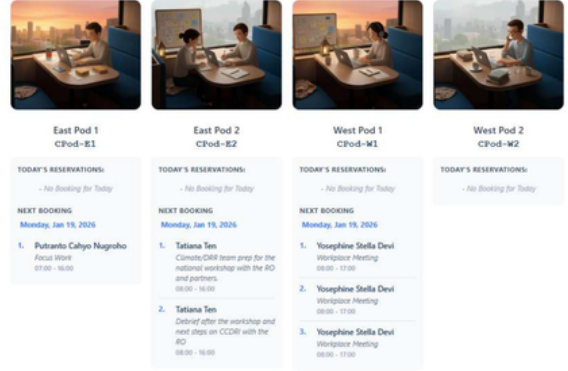 East Pod 1
CPod-E1
TODAY'S RESERVATIONS:
- No Booking for Today
NEXT BOOKING
Monday, Jan 19, 2026
1. Putranto Cahyo Nugroho
Focus Work
07:00 - 16:00
East Pod 2
CPod-E2
TODAY'S RESERVATIONS:
- No Booking for Today
NEXT BOOKING
Monday, Jan 19, 2026
1. Tatiana Ten
Climate/DRR team prep for the
national workshop with the RO
and partners.
08:00 - 16:00
2. Tatiana Ten
Debrief after the workshop and
next steps on CCDRI with the
RO
08:00 - 16:00
West Pod 1
CPod-W1
TODAY'S RESERVATIONS:
- No Booking for Today
NEXT BOOKING
Monday, Jan 19, 2026
1. Yosephine Stella Devi
Workplace Meeting
08:00 - 17:00
2. Yosephine Stella Devi
Workplace Meeting
08:00 - 17:00
3. Yosephine Stella Devi
Workplace Meeting
08:00 - 17:00
West Pod 2
CPod-W2
TODAY'S RESERVATIONS:
- No Booking for Today